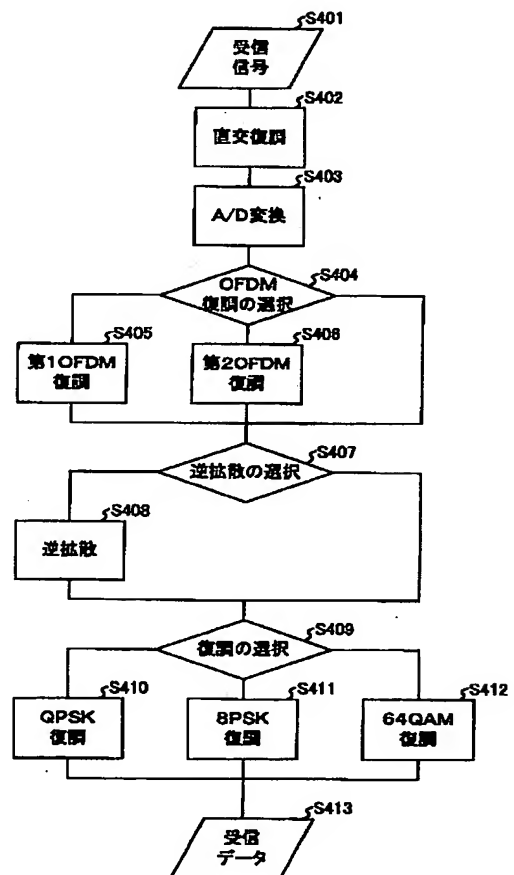 S401
受信
信号
S402
直交復調
S403
A/D変換
S404
OFDM
復調の選択
S405
第1OFDM
復調
S406
第2OFDM
復調
S407
逆拡散の選択
S408
逆拡散
S409
復調の選択
S410
QPSK
復調
S411
8PSK
復調
S412
64QAM
復調
S413
受信
データ